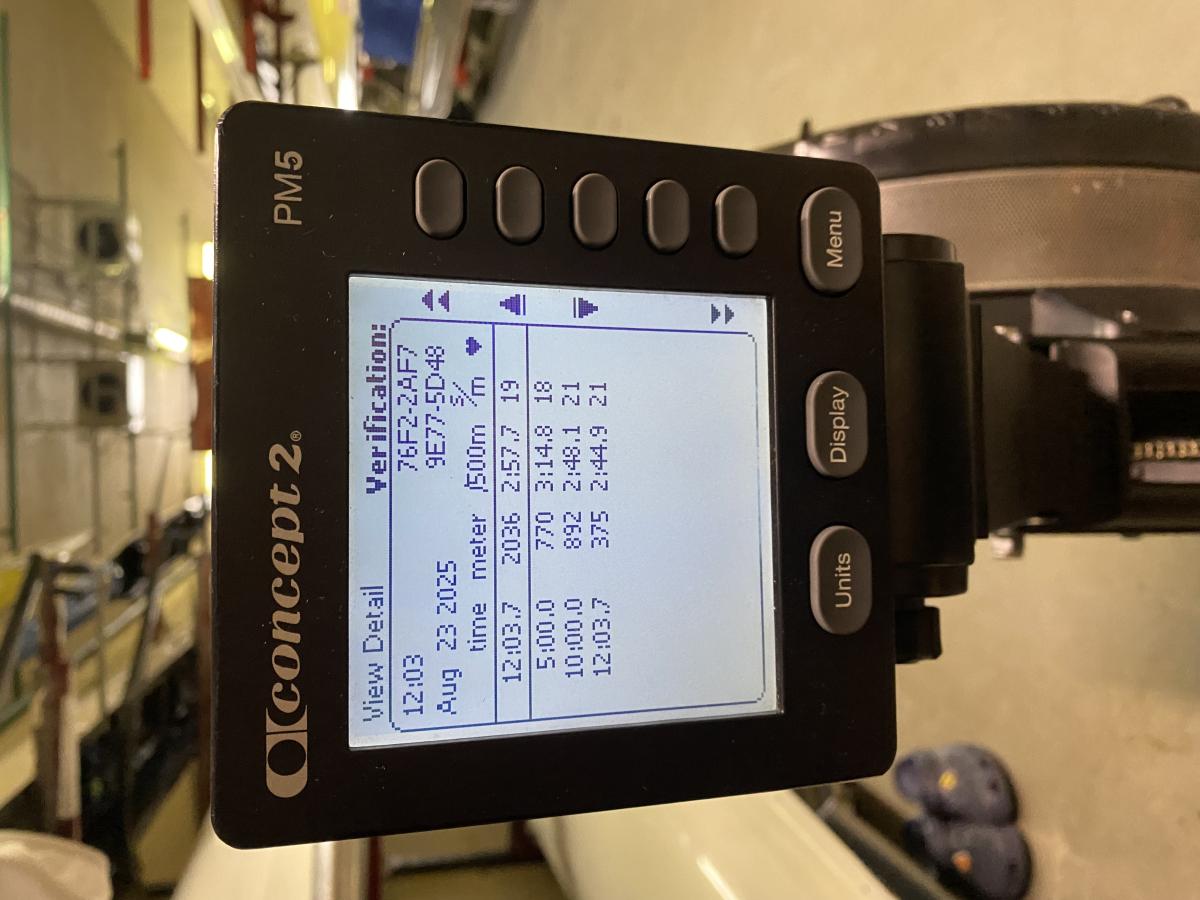 concept 2® PM5
View Detail Verification:
12:03 76F2-2AF7
Aug 23 2025 9E77-5D48
time meter /500m s/m ♥
12:03.7 2036 2:57.7 19
5:00.0 770 3:14.8 18
10:00.0 892 2:48.1 21
12:03.7 375 2:44.9 21
Units Display Menu